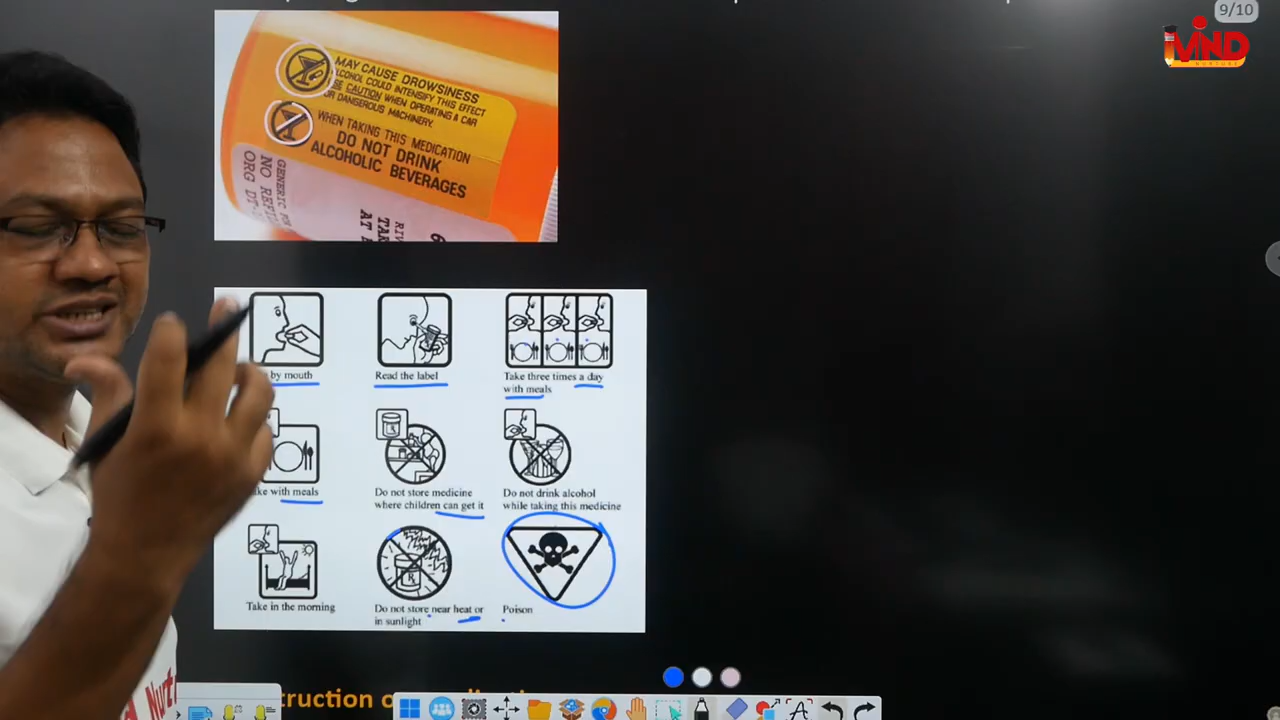 9/10
MIND
NURTURE
MAY CAUSE DROWSINESS
ALCOHOL COULD INTENSIFY THIS EFFECT
USE CAUTION WHEN OPERATING A CAR
OR DANGEROUS MACHINERY.
WHEN TAKING THIS MEDICATION
DO NOT DRINK
ALCOHOLIC BEVERAGES
GENERIC
NO
ORG
by mouth
Read the label
Take three times a day
with meals
with meals
Do not store medicine
where children can get it
Do not drink alcohol
while taking this medicine
Take in the morning
Do not store near heat or
in sunlight
Poison